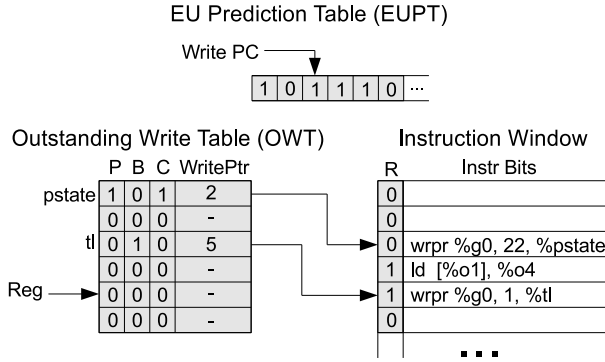 EU Prediction Table (EUPT)
Write PC
1 0 1 1 1 0 ...
Outstanding Write Table (OWT)
P B C WritePtr
pstate 1 0 1 2
0 0 0 -
tl 0 1 0 5
0 0 0 -
Reg 0 0 0 -
0 0 0 -
Instruction Window
R Instr Bits
0
0
0 wrpr %g0, 22, %pstate
1 ld [%o1], %o4
1 wrpr %g0, 1, %tl
0
...